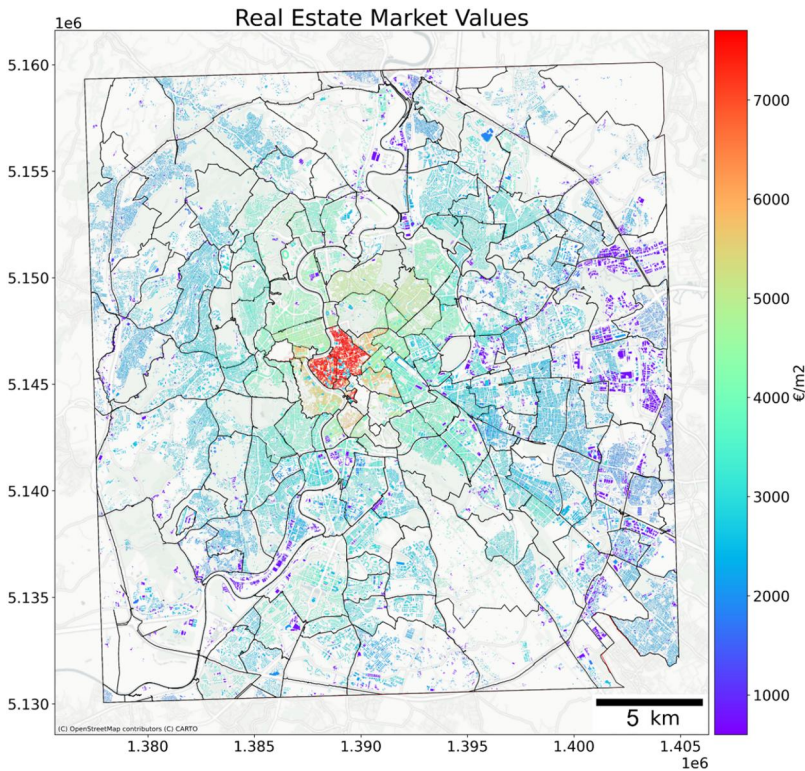 Real Estate Market Values
1e6
5.160
5.155
5.150
5.145
5.140
5.135
5.130
7000
6000
5000
4000
3000
2000
1000
€/m2
5 km
(C) OpenStreetMap contributors (C) CARTO
1.380 1.385 1.390 1.395 1.400 1.405
1e6